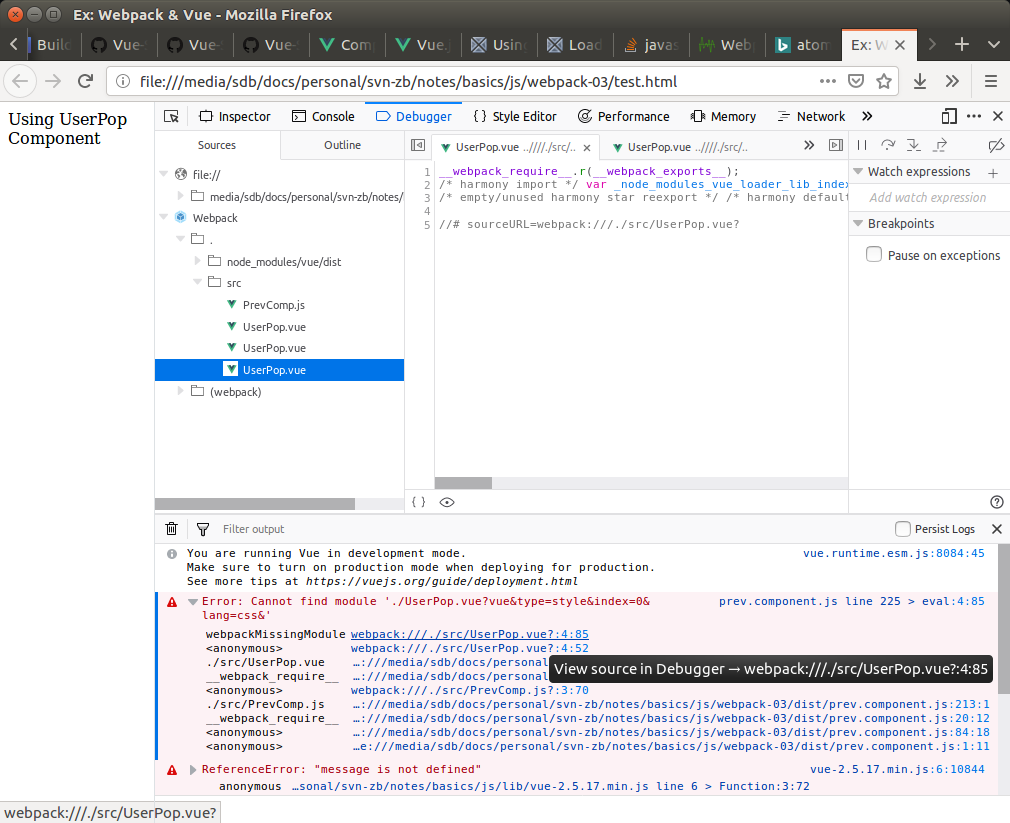 Ex: Webpack & Vue - Mozilla Firefox
Build Vue- Vue- Vue- Com Vue. Usin Load javas Web atom Ex: W
file:///media/sdb/docs/personal/svn-zb/notes/basics/js/webpack-03/test.html
Using UserPop
Component
Inspector Console Debugger { } Style Editor Performance Memory Network
Sources Outline
UserPop.vue ..////./src/.. UserPop.vue ..////./src/..
file://
media/sdb/docs/personal/svn-zb/notes/
Webpack
.
node_modules/vue/dist
src
PrevComp.js
UserPop.vue
UserPop.vue
UserPop.vue
(webpack)
1 __webpack_require__.r(__webpack_exports__);
2 /* harmony import */ var _node_modules_vue_loader_lib_index
3 /* empty/unused harmony star reexport */ /* harmony default
4
5 //# sourceURL=webpack:///./src/UserPop.vue?
{ }
Watch expressions
Add watch expression
Breakpoints
Pause on exceptions
Filter output Persist Logs
You are running Vue in development mode. vue.runtime.esm.js:8084:45
Make sure to turn on production mode when deploying for production.
See more tips at https://vuejs.org/guide/deployment.html
Error: Cannot find module './UserPop.vue?vue&type=style&index=0& prev.component.js line 225 > eval:4:85
lang=css&'
webpackMissingModule webpack:///./src/UserPop.vue?:4:85
<anonymous> webpack:///./src/UserPop.vue?:4:52
./src/UserPop.vue …:///media/sdb/docs/personal
View source in Debugger → webpack:///./src/UserPop.vue?:4:85
__webpack_require__ …:///media/sdb/docs/personal
<anonymous> webpack:///./src/PrevComp.js?:3:70
./src/PrevComp.js …:///media/sdb/docs/personal/svn-zb/notes/basics/js/webpack-03/dist/prev.component.js:213:1
__webpack_require__ …:///media/sdb/docs/personal/svn-zb/notes/basics/js/webpack-03/dist/prev.component.js:20:12
<anonymous> …:///media/sdb/docs/personal/svn-zb/notes/basics/js/webpack-03/dist/prev.component.js:84:18
<anonymous> …e:///media/sdb/docs/personal/svn-zb/notes/basics/js/webpack-03/dist/prev.component.js:1:11
ReferenceError: "message is not defined" vue-2.5.17.min.js:6:10844
anonymous …sonal/svn-zb/notes/basics/js/lib/vue-2.5.17.min.js line 6 > Function:3:72
webpack:///./src/UserPop.vue?